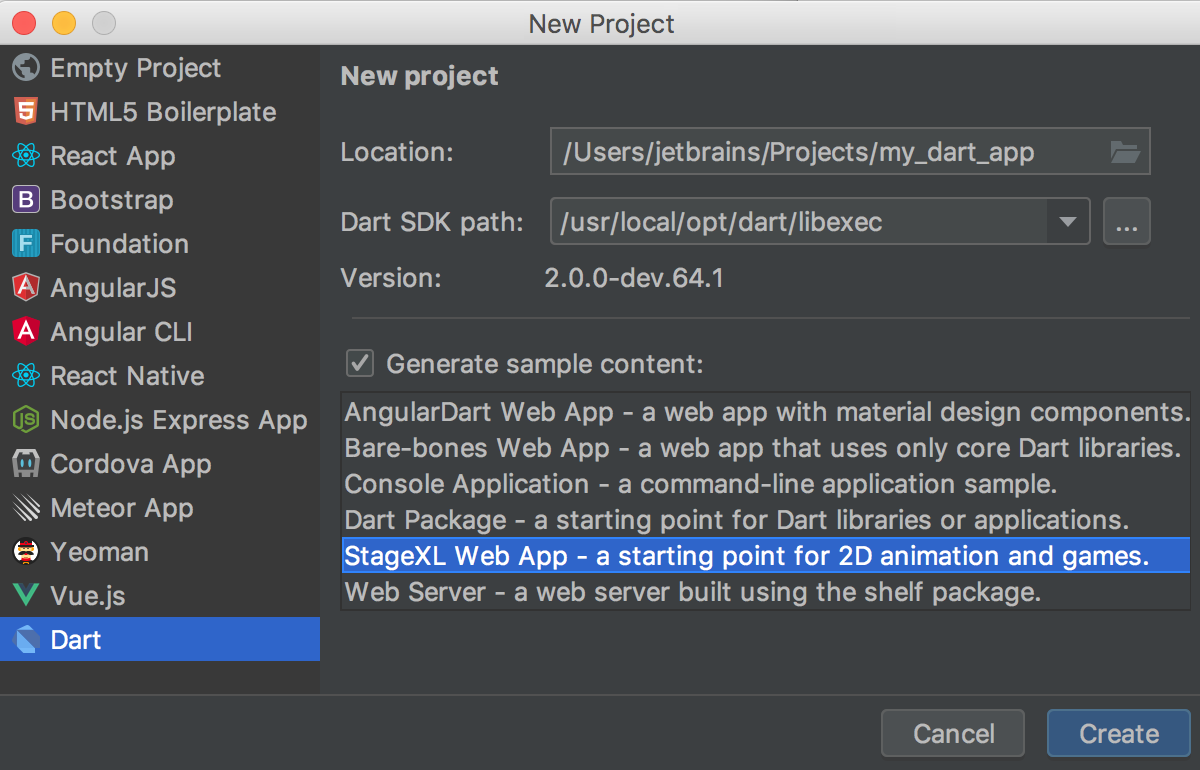 New Project
Empty Project
HTML5 Boilerplate
React App
Bootstrap
Foundation
AngularJS
Angular CLI
React Native
Node.js Express App
Cordova App
Meteor App
Yeoman
Vue.js
Dart
New project
Location: /Users/jetbrains/Projects/my_dart_app
Dart SDK path: /usr/local/opt/dart/libexec ...
Version: 2.0.0-dev.64.1
Generate sample content:
AngularDart Web App - a web app with material design components.
Bare-bones Web App - a web app that uses only core Dart libraries.
Console Application - a command-line application sample.
Dart Package - a starting point for Dart libraries or applications.
StageXL Web App - a starting point for 2D animation and games.
Web Server - a web server built using the shelf package.
Cancel Create